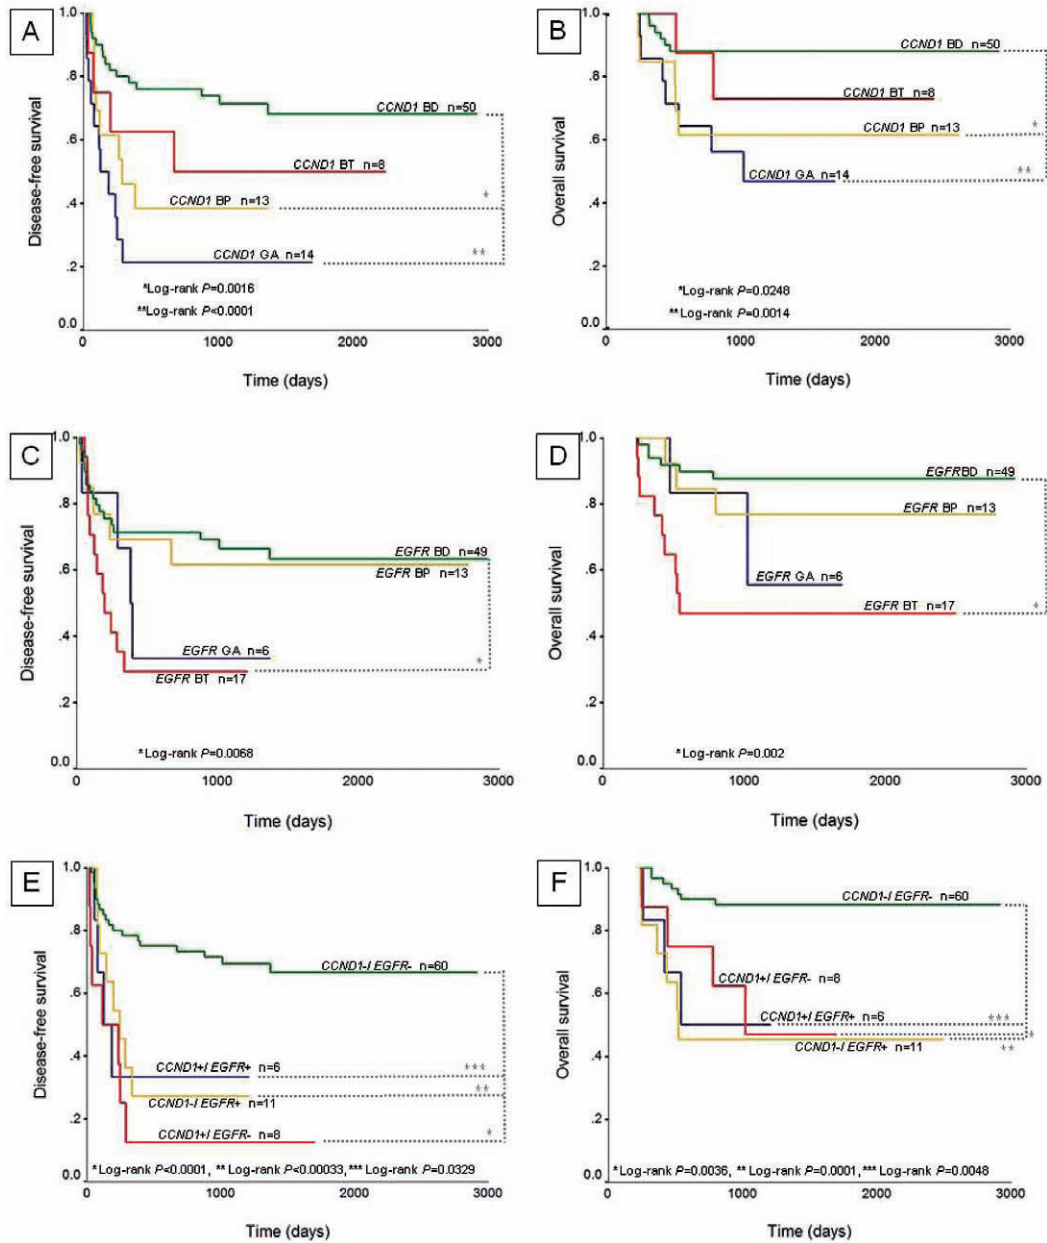 A
1.0
.8
.6
.4
.2
0.0
Disease-free survival
CCND1 BD n=50
CCND1 BT n=8
CCND1 BP n=13
*
CCND1 GA n=14
**
*Log-rank P=0.0016
**Log-rank P<0.0001
0 1000 2000 3000
Time (days)
B
1.0
.8
.6
.4
.2
0.0
Overall survival
CCND1 BD n=50
CCND1 BT n=8
CCND1 BP n=13
*
CCND1 GA n=14
**
*Log-rank P=0.0248
**Log-rank P=0.0014
0 1000 2000 3000
Time (days)
C
1.0
.8
.6
.4
.2
0.0
Disease-free survival
EGFR BD n=49
EGFR BP n=13
EGFR GA n=6
*
EGFR BT n=17
*Log-rank P=0.0068
0 1000 2000 3000
Time (days)
D
1.0
.8
.6
.4
.2
0.0
Overall survival
EGFRBD n=49
EGFR BP n=13
EGFR GA n=6
EGFR BT n=17
*
*Log-rank P=0.002
0 1000 2000 3000
Time (days)
E
1.0
.8
.6
.4
.2
0.0
Disease-free survival
CCND1-/ EGFR- n=60
CCND1+/ EGFR+ n=6
***
CCND1-/ EGFR+ n=11
**
CCND1+/ EGFR- n=8
*
*Log-rank P<0.0001, **Log-rank P<0.00033, ***Log-rank P=0.0329
0 1000 2000 3000
Time (days)
F
1.0
.8
.6
.4
.2
0.0
Overall survival
CCND1-/ EGFR- n=60
CCND1+/ EGFR- n=8
CCND1+/ EGFR+ n=6
***
*
CCND1-/ EGFR+ n=11
**
*Log-rank P=0.0036, **Log-rank P=0.0001, ***Log-rank P=0.0048
0 1000 2000 3000
Time (days)